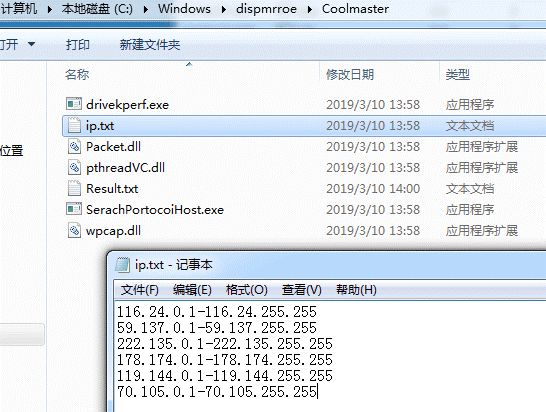 计算机 ▸ 本地磁盘 (C:) ▸ Windows ▸ dispmrroe ▸ Coolmaster
打开 打印 新建文件夹
名称 修改日期 类型
drivekperf.exe 2019/3/10 13:58 应用程序
ip.txt 2019/3/10 13:58 文本文档
位置
Packet.dll 2019/3/10 13:58 应用程序扩展
pthreadVC.dll 2019/3/10 13:58 应用程序扩展
Result.txt 2019/3/10 14:00 文本文档
SerachPortocoiHost.exe 2019/3/10 13:58 应用程序
wpcap.dll 2019/3/10 13:58 应用程序扩展
ip.txt - 记事本
文件(F) 编辑(E) 格式(O) 查看(V) 帮助(H)
116.24.0.1-116.24.255.255
59.137.0.1-59.137.255.255
222.135.0.1-222.135.255.255
178.174.0.1-178.174.255.255
119.144.0.1-119.144.255.255
70.105.0.1-70.105.255.255